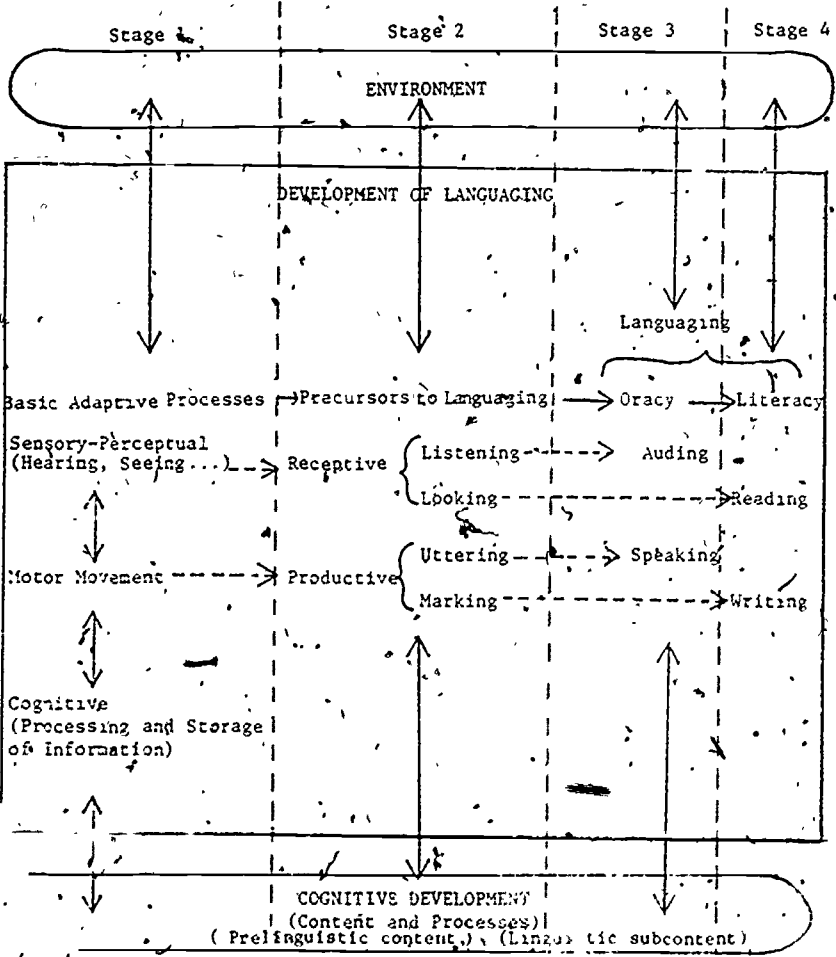 Stage 1 Stage 2 Stage 3 Stage 4
ENVIRONMENT
DEVELOPMENT OF LANGUAGING
Languaging
Basic Adaptive Processes Precursors to Languaging Oracy Literacy
Sensory-Perceptual
(Hearing, Seeing...) Receptive Listening Auding
Looking Reading
Uttering Speaking
Motor Movement Productive
Marking Writing
Cognitive
(Processing and Storage
of Information)
COGNITIVE DEVELOPMENT
(Content and Processes)
( Prelinguistic content ) (Linguistic subcontent)